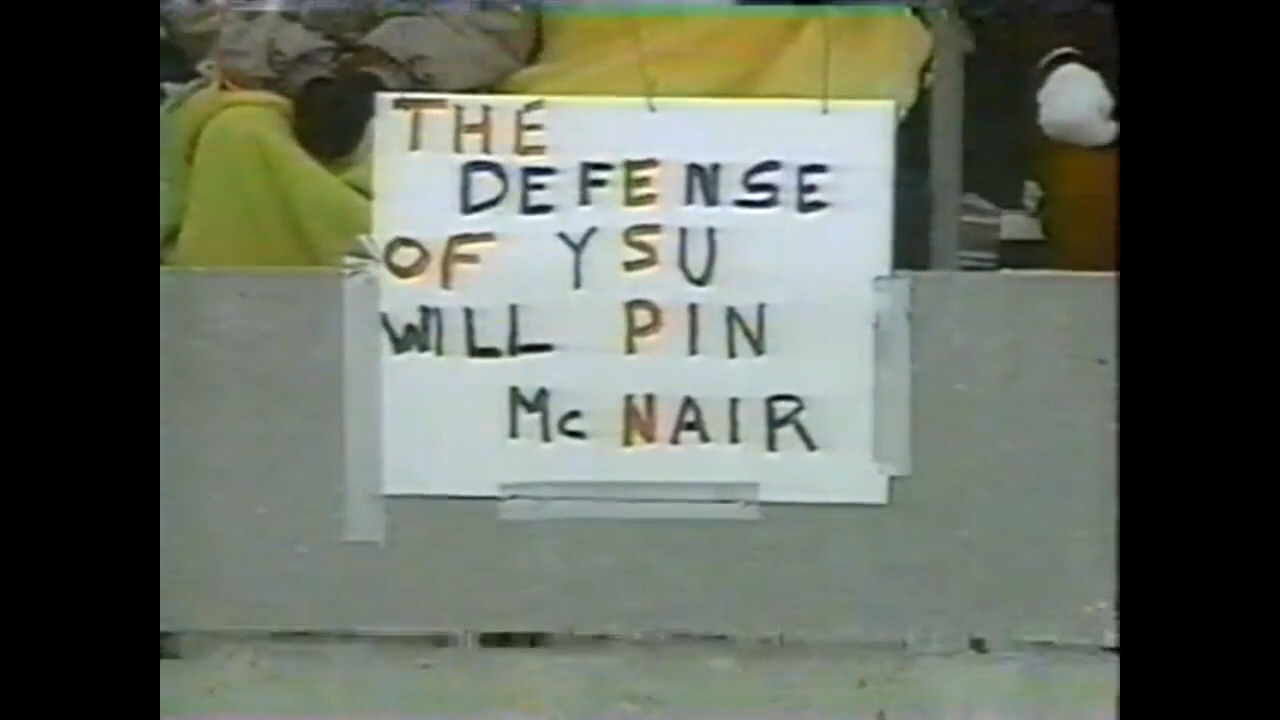 THE
DEFENSE
OF YSU
WILL PIN
McNAIR